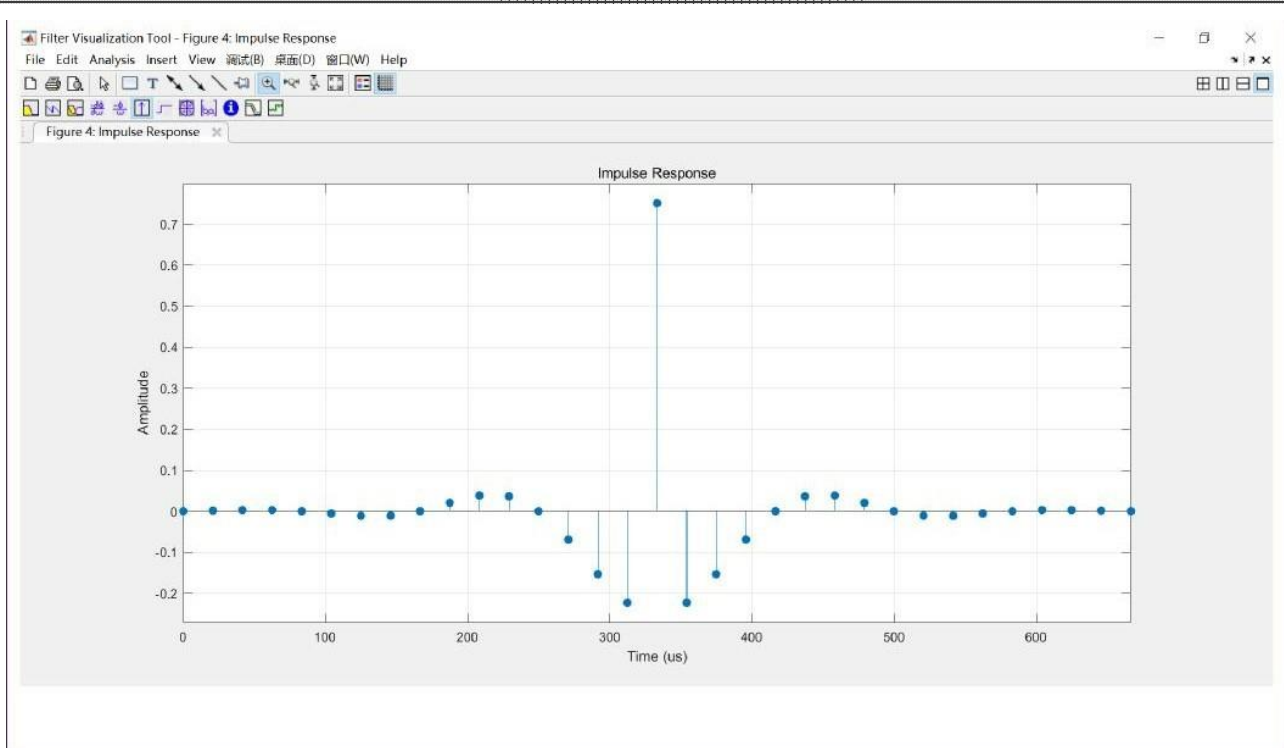 Filter Visualization Tool - Figure 4: Impulse Response
File Edit Analysis Insert View 调试(B) 桌面(D) 窗口(W) Help
Figure 4: Impulse Response
Impulse Response
0.7
0.6
0.5
0.4
0.3
0.2
0.1
0
-0.1
-0.2
Amplitude
0 100 200 300 400 500 600
Time (us)